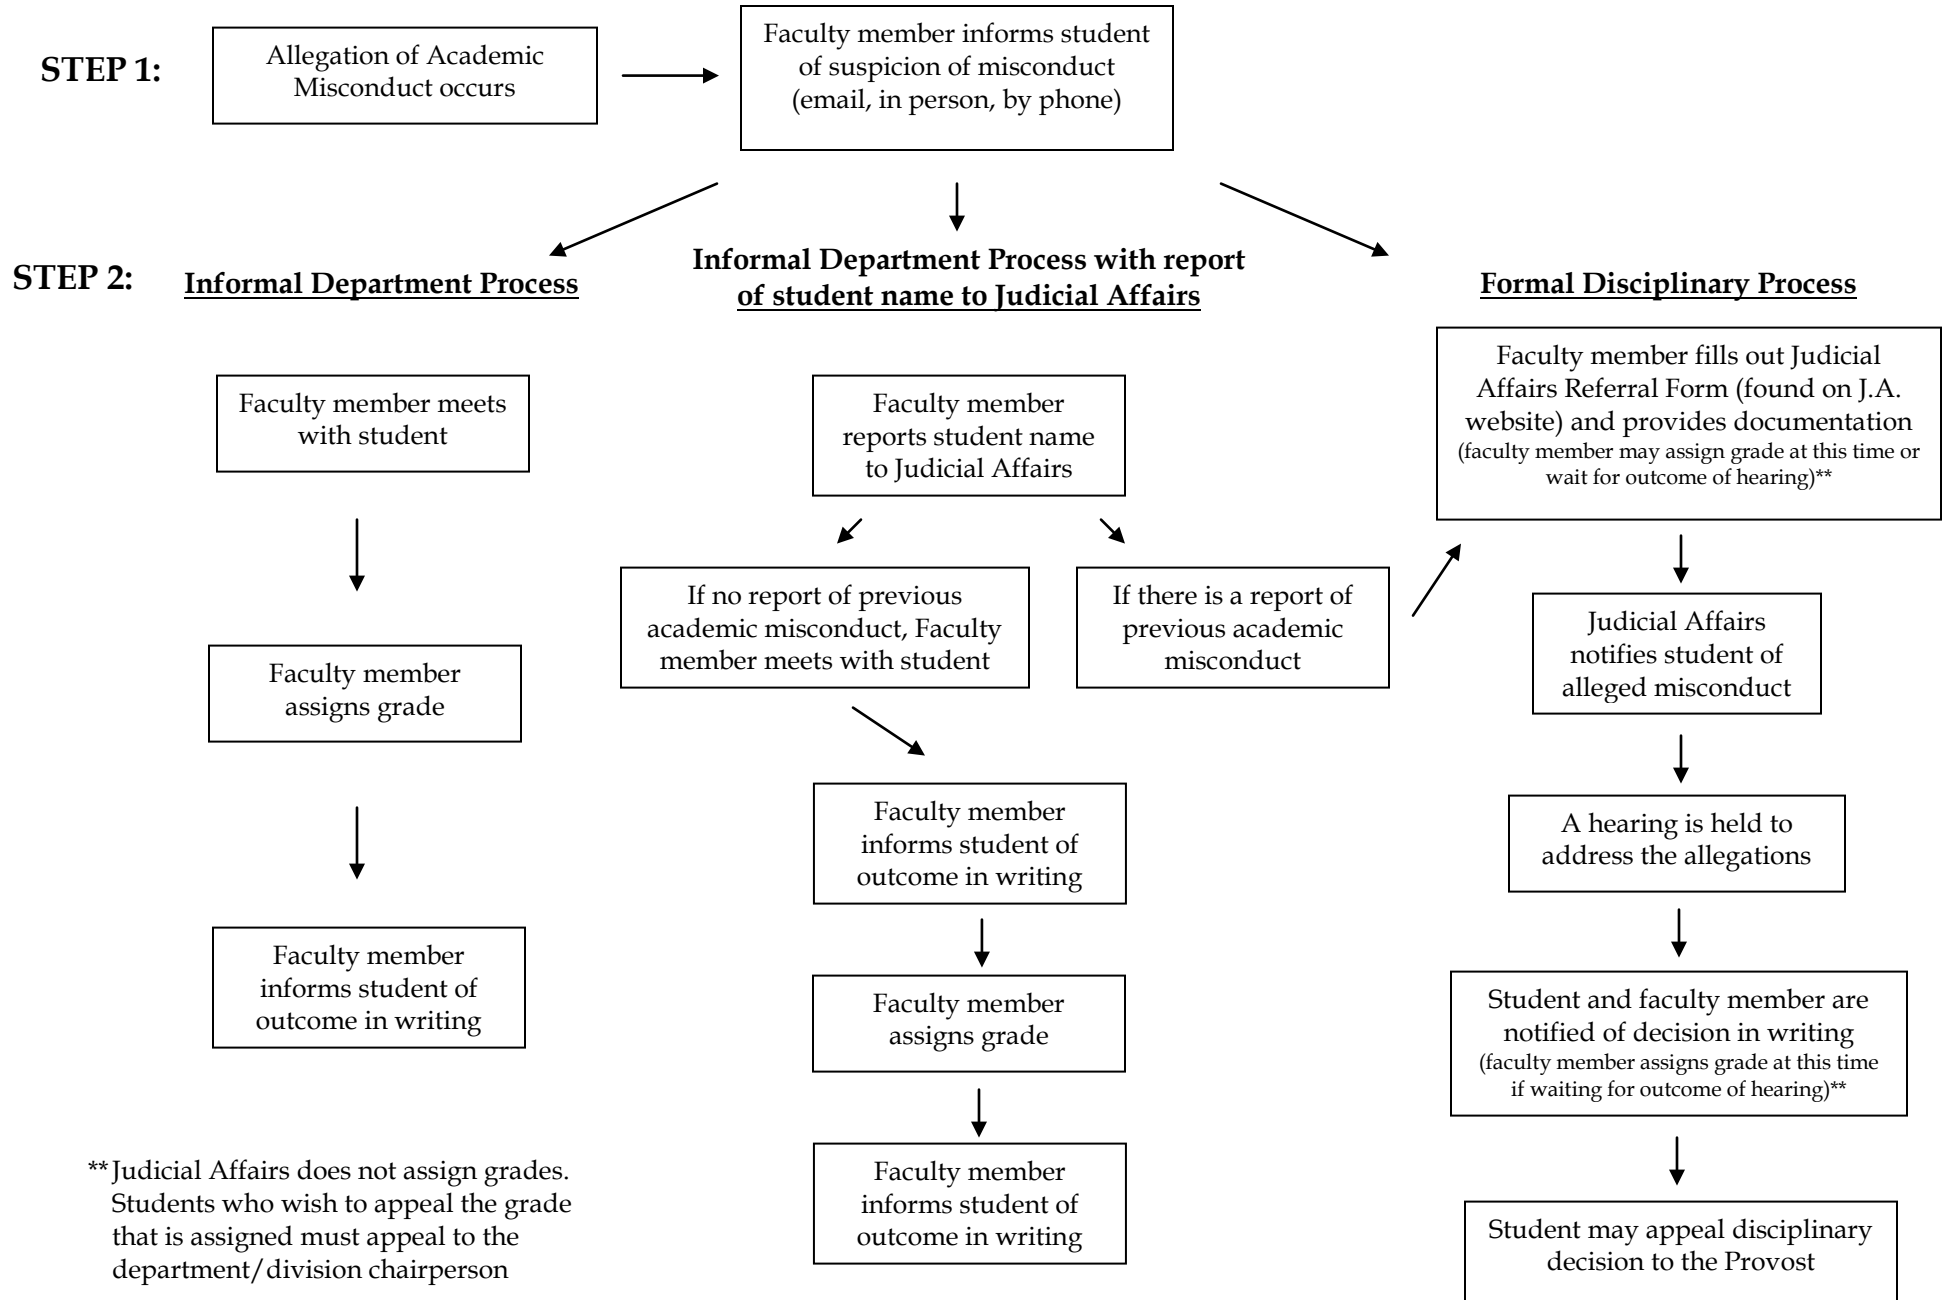 STEP 1:
Allegation of Academic
Misconduct occurs
Faculty member informs student
of suspicion of misconduct
(email, in person, by phone)
STEP 2:
Informal Department Process
Informal Department Process with report
of student name to Judicial Affairs
Formal Disciplinary Process
Faculty member meets
with student
Faculty member
assigns grade
Faculty member
informs student of
outcome in writing
Faculty member
reports student name
to Judicial Affairs
If no report of previous
academic misconduct, Faculty
member meets with student
If there is a report of
previous academic
misconduct
Faculty member
informs student of
outcome in writing
Faculty member
assigns grade
Faculty member
informs student of
outcome in writing
Faculty member fills out Judicial
Affairs Referral Form (found on J.A.
website) and provides documentation
(faculty member may assign grade at this time or
wait for outcome of hearing)**
Judicial Affairs
notifies student of
alleged misconduct
A hearing is held to
address the allegations
Student and faculty member are
notified of decision in writing
(faculty member assigns grade at this time
if waiting for outcome of hearing)**
Student may appeal disciplinary
decision to the Provost
**Judicial Affairs does not assign grades.
Students who wish to appeal the grade
that is assigned must appeal to the
department/division chairperson